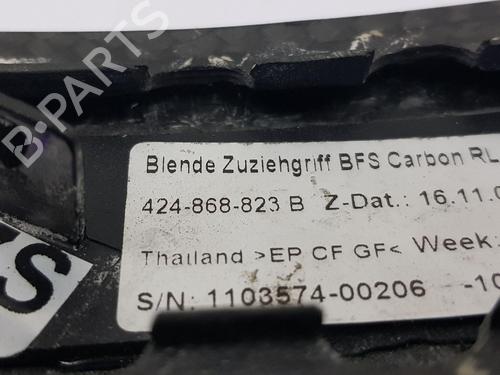 Blende Zuziehgriff BFS Carbon RL
424-868-823 B Z-Dat.: 16.11.0
Thailand >EP CF GF< Week:
S/N: 1103574-00206 -10
B-PARTS